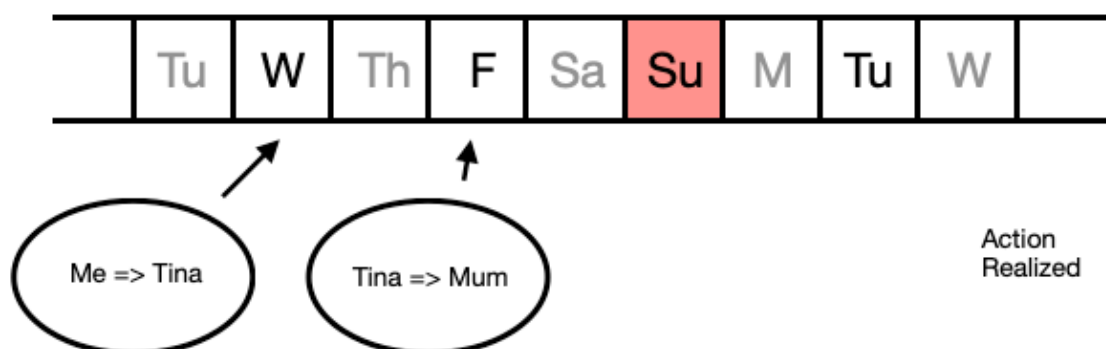 Tu W Th F Sa Su M Tu W
Me => Tina
Tina => Mum
Action
Realized